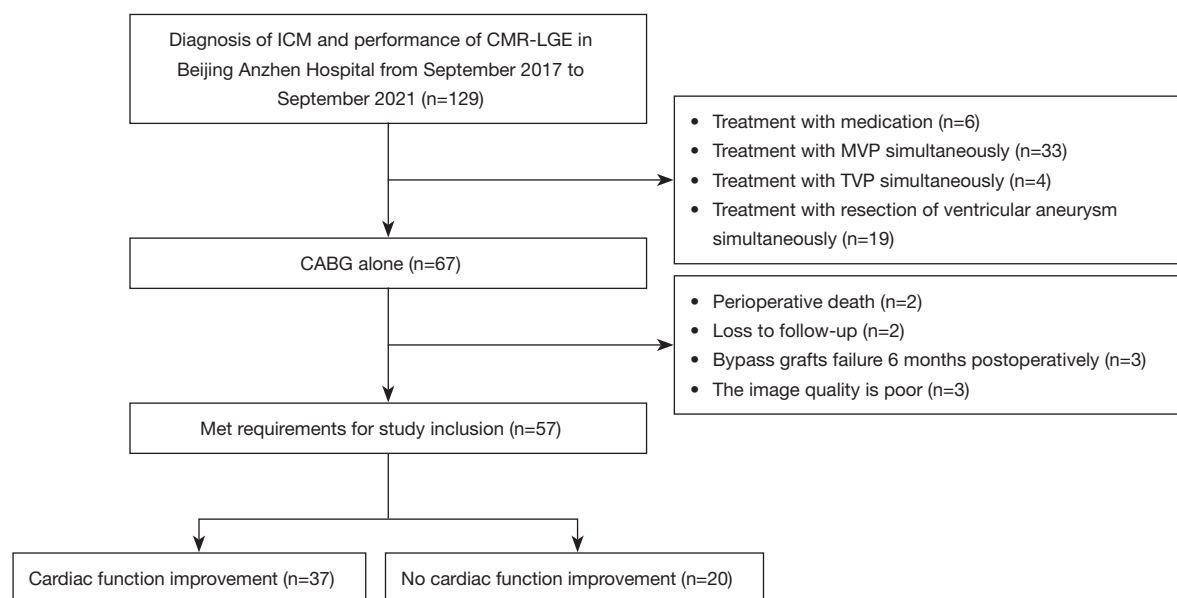 Diagnosis of ICM and performance of CMR-LGE in
Beijing Anzhen Hospital from September 2017 to
September 2021 (n=129)
• Treatment with medication (n=6)
• Treatment with MVP simultaneously (n=33)
• Treatment with TVP simultaneously (n=4)
• Treatment with resection of ventricular aneurysm
simultaneously (n=19)
CABG alone (n=67)
• Perioperative death (n=2)
• Loss to follow-up (n=2)
• Bypass grafts failure 6 months postoperatively (n=3)
• The image quality is poor (n=3)
Met requirements for study inclusion (n=57)
Cardiac function improvement (n=37)
No cardiac function improvement (n=20)